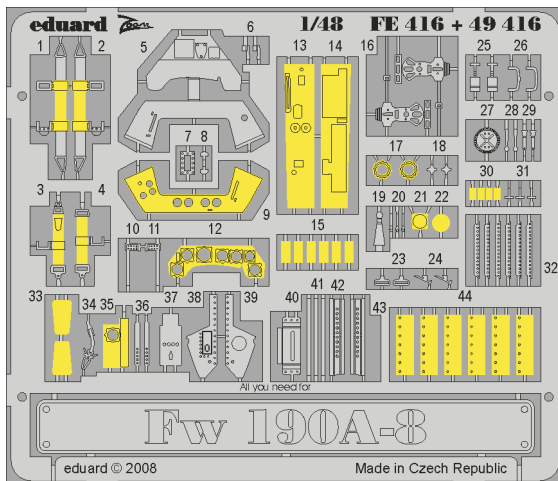 eduard Zoom 1/48 FE 416 + 49 416
1 2 5 6 13 14 16 25 26
7 8 27 28 29
17 18
3 4 9 30 31
10 11 12 15 19 20 21 22
23 24 32
33 34 35 36 37 38 39 40 41 42 43 44
All you need for
Fw 190A-8
eduard © 2008 Made in Czech Republic